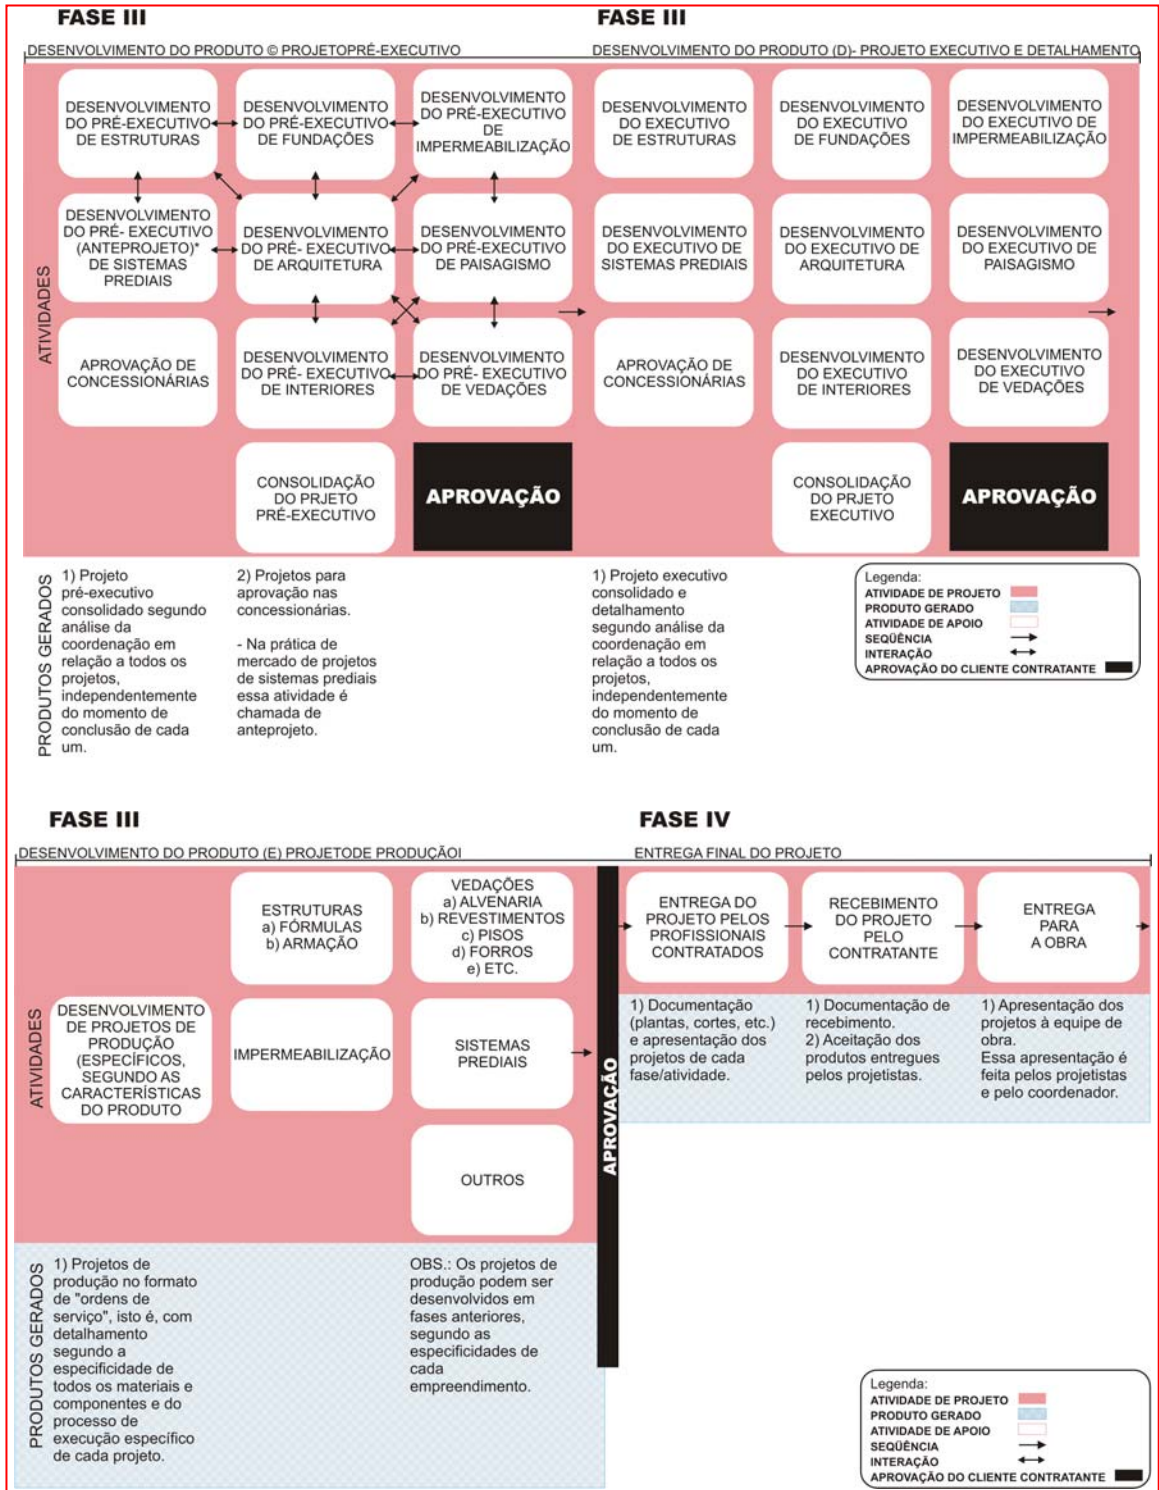 FASE III
DESENVOLVIMENTO DO PRODUTO © PROJETOPRÉ-EXECUTIVO
ATIVIDADES
DESENVOLVIMENTO
DO PRÉ-EXECUTIVO
DE ESTRUTURAS
DESENVOLVIMENTO
DO PRÉ-EXECUTIVO
DE FUNDAÇÕES
DESENVOLVIMENTO
DO PRÉ-EXECUTIVO
DE
IMPERMEABILIZAÇÃO
DESENVOLVIMENTO
DO PRÉ- EXECUTIVO
(ANTEPROJETO)*
DE SISTEMAS
PREDIAIS
DESENVOLVIMENTO
DO PRÉ- EXECUTIVO
DE ARQUITETURA
DESENVOLVIMENTO
DO PRÉ-EXECUTIVO
DE PAISAGISMO
APROVAÇÃO DE
CONCESSIONÁRIAS
DESENVOLVIMENTO
DO PRÉ- EXECUTIVO
DE INTERIORES
DESENVOLVIMENTO
DO PRÉ- EXECUTIVO
DE VEDAÇÕES
CONSOLIDAÇÃO
DO PRJETO
PRÉ-EXECUTIVO
APROVAÇÃO
PRODUTOS GERADOS
1) Projeto
pré-executivo
consolidado segundo
análise da
coordenação em
relação a todos os
projetos,
independentemente
do momento de
conclusão de cada
um.
2) Projetos para
aprovação nas
concessionárias.
- Na prática de
mercado de projetos
de sistemas prediais
essa atividade é
chamada de
anteprojeto.
FASE III
DESENVOLVIMENTO DO PRODUTO (D)- PROJETO EXECUTIVO E DETALHAMENTO
DESENVOLVIMENTO
DO EXECUTIVO
DE ESTRUTURAS
DESENVOLVIMENTO
DO EXECUTIVO
DE FUNDAÇÕES
DESENVOLVIMENTO
DO EXECUTIVO DE
IMPERMEABILIZAÇÃO
DESENVOLVIMENTO
DO EXECUTIVO DE
SISTEMAS PREDIAIS
DESENVOLVIMENTO
DO EXECUTIVO DE
ARQUITETURA
DESENVOLVIMENTO
DO EXECUTIVO DE
PAISAGISMO
APROVAÇÃO DE
CONCESSIONÁRIAS
DESENVOLVIMENTO
DO EXECUTIVO
DE INTERIORES
DESENVOLVIMENTO
DO EXECUTIVO
DE VEDAÇÕES
CONSOLIDAÇÃO
DO PRJETO
EXECUTIVO
APROVAÇÃO
1) Projeto executivo
consolidado e
detalhamento
segundo análise da
coordenação em
relação a todos os
projetos,
independentemente
do momento de
conclusão de cada
um.
Legenda:
ATIVIDADE DE PROJETO
PRODUTO GERADO
ATIVIDADE DE APOIO
SEQÜÊNCIA
INTERAÇÃO
APROVAÇÃO DO CLIENTE CONTRATANTE
FASE III
DESENVOLVIMENTO DO PRODUTO (E) PROJETODE PRODUÇÃOI
ATIVIDADES
DESENVOLVIMENTO
DE PROJETOS DE
PRODUÇÃO
(ESPECÍFICOS,
SEGUNDO AS
CARACTERÍSTICAS
DO PRODUTO
ESTRUTURAS
a) FÓRMULAS
b) ARMAÇÃO
VEDAÇÕES
a) ALVENARIA
b) REVESTIMENTOS
c) PISOS
d) FORROS
e) ETC.
IMPERMEABILIZAÇÃO
SISTEMAS
PREDIAIS
OUTROS
APROVAÇÃO
PRODUTOS GERADOS
1) Projetos de
produção no formato
de "ordens de
serviço", isto é, com
detalhamento
segundo a
especificidade de
todos os materiais e
componentes e do
processo de
execução específico
de cada projeto.
OBS.: Os projetos de
produção podem ser
desenvolvidos em
fases anteriores,
segundo as
especificidades de
cada
empreendimento.
FASE IV
ENTREGA FINAL DO PROJETO
ENTREGA DO
PROJETO PELOS
PROFISSIONAIS
CONTRATADOS
RECEBIMENTO
DO PROJETO
PELO
CONTRATANTE
ENTREGA
PARA
A OBRA
1) Documentação
(plantas, cortes, etc.)
e apresentação dos
projetos de cada
fase/atividade.
1) Documentação de
recebimento.
2) Aceitação dos
produtos entregues
pelos projetistas.
1) Apresentação dos
projetos à equipe de
obra.
Essa apresentação é
feita pelos projetistas
e pelo coordenador.
Legenda:
ATIVIDADE DE PROJETO
PRODUTO GERADO
ATIVIDADE DE APOIO
SEQÜÊNCIA
INTERAÇÃO
APROVAÇÃO DO CLIENTE CONTRATANTE